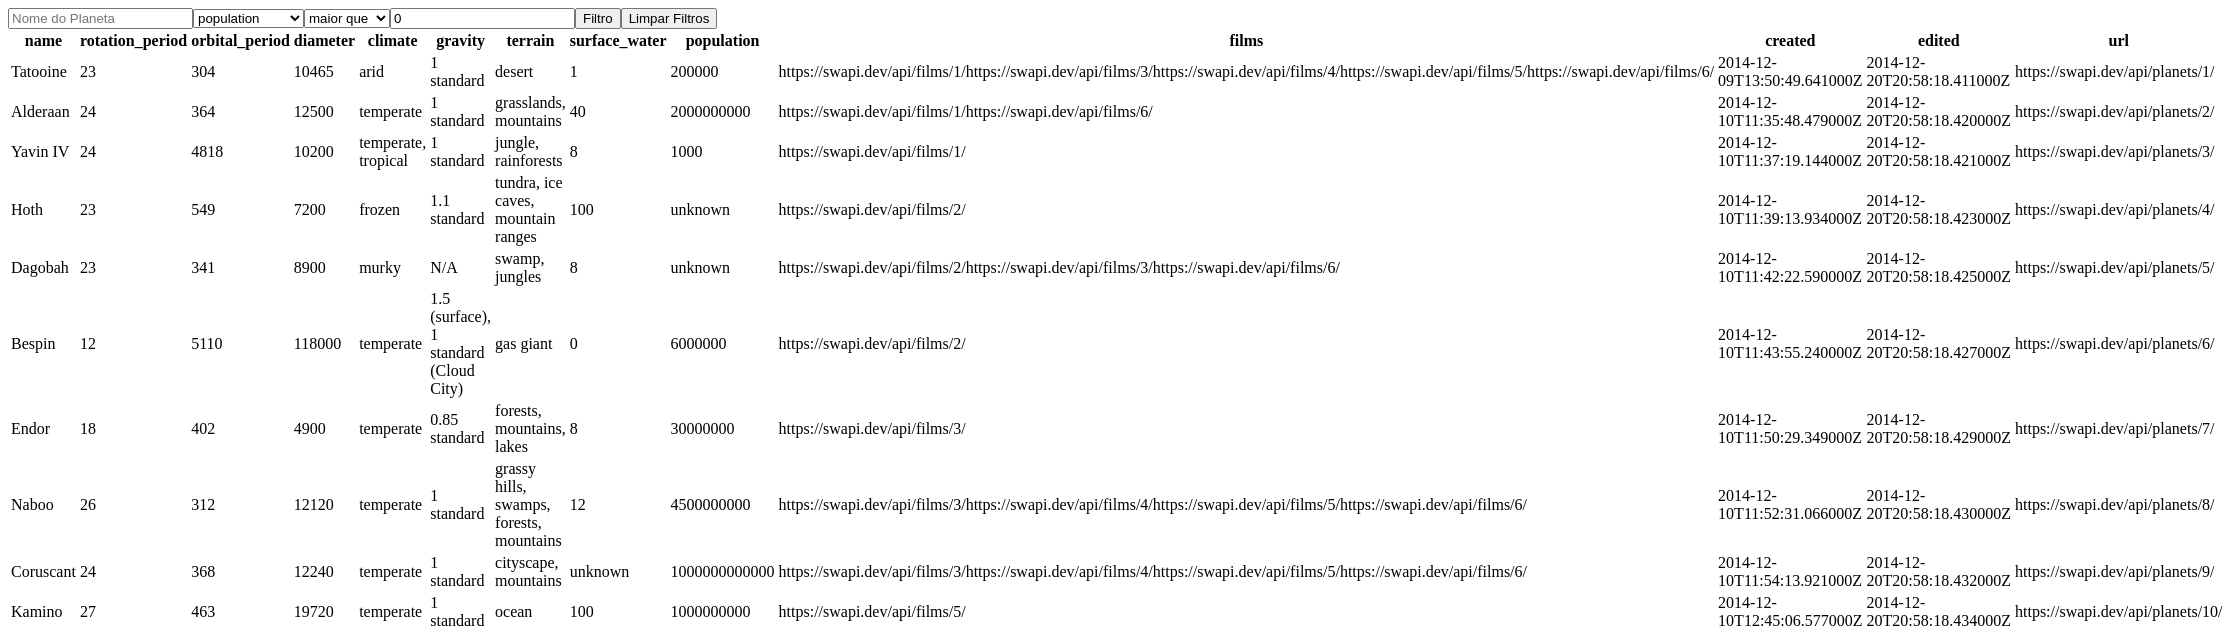 Nome do Planeta population maior que 0 Filtro Limpar Filtros
name rotation_period orbital_period diameter climate gravity terrain surface_water population films created edited url
Tatooine 23 304 10465 arid 1 standard desert 1 200000 https://swapi.dev/api/films/1/https://swapi.dev/api/films/3/https://swapi.dev/api/films/4/https://swapi.dev/api/films/5/https://swapi.dev/api/films/6/ 2014-12-09T13:50:49.641000Z 2014-12-20T20:58:18.411000Z https://swapi.dev/api/planets/1/
Alderaan 24 364 12500 temperate 1 standard grasslands, mountains 40 2000000000 https://swapi.dev/api/films/1/https://swapi.dev/api/films/6/ 2014-12-10T11:35:48.479000Z 2014-12-20T20:58:18.420000Z https://swapi.dev/api/planets/2/
Yavin IV 24 4818 10200 temperate, tropical 1 standard jungle, rainforests 8 1000 https://swapi.dev/api/films/1/ 2014-12-10T11:37:19.144000Z 2014-12-20T20:58:18.421000Z https://swapi.dev/api/planets/3/
Hoth 23 549 7200 frozen 1.1 standard tundra, ice caves, mountain ranges 100 unknown https://swapi.dev/api/films/2/ 2014-12-10T11:39:13.934000Z 2014-12-20T20:58:18.423000Z https://swapi.dev/api/planets/4/
Dagobah 23 341 8900 murky N/A swamp, jungles 8 unknown https://swapi.dev/api/films/2/https://swapi.dev/api/films/3/https://swapi.dev/api/films/6/ 2014-12-10T11:42:22.590000Z 2014-12-20T20:58:18.425000Z https://swapi.dev/api/planets/5/
Bespin 12 5110 118000 temperate 1.5 (surface), 1 standard (Cloud City) gas giant 0 6000000 https://swapi.dev/api/films/2/ 2014-12-10T11:43:55.240000Z 2014-12-20T20:58:18.427000Z https://swapi.dev/api/planets/6/
Endor 18 402 4900 temperate 0.85 standard forests, mountains, lakes 8 30000000 https://swapi.dev/api/films/3/ 2014-12-10T11:50:29.349000Z 2014-12-20T20:58:18.429000Z https://swapi.dev/api/planets/7/
Naboo 26 312 12120 temperate 1 standard grassy hills, swamps, forests, mountains 12 4500000000 https://swapi.dev/api/films/3/https://swapi.dev/api/films/4/https://swapi.dev/api/films/5/https://swapi.dev/api/films/6/ 2014-12-10T11:52:31.066000Z 2014-12-20T20:58:18.430000Z https://swapi.dev/api/planets/8/
Coruscant 24 368 12240 temperate 1 standard cityscape, mountains unknown 1000000000000 https://swapi.dev/api/films/3/https://swapi.dev/api/films/4/https://swapi.dev/api/films/5/https://swapi.dev/api/films/6/ 2014-12-10T11:54:13.921000Z 2014-12-20T20:58:18.432000Z https://swapi.dev/api/planets/9/
Kamino 27 463 19720 temperate 1 standard ocean 100 1000000000 https://swapi.dev/api/films/5/ 2014-12-10T12:45:06.577000Z 2014-12-20T20:58:18.434000Z https://swapi.dev/api/planets/10/